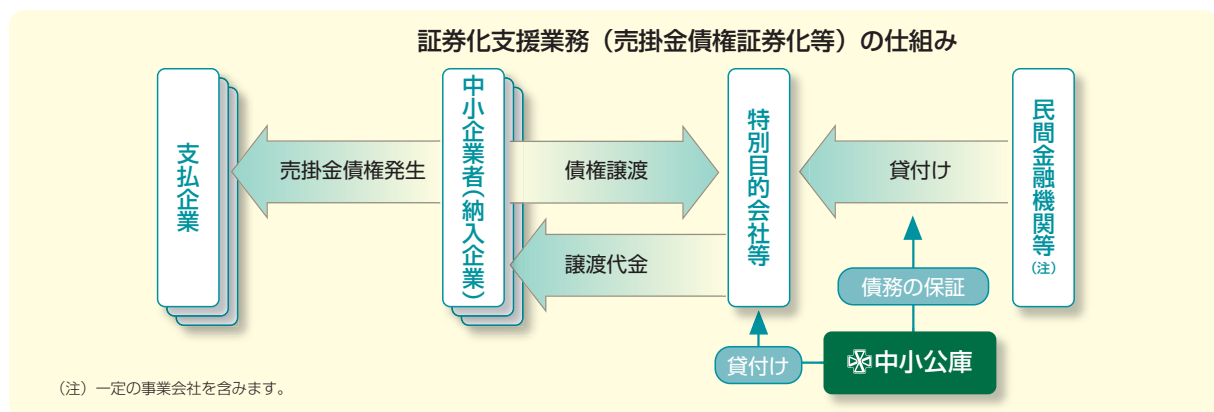 証券化支援業務（売掛金債権証券化等）の仕組み
支払企業
売掛金債権発生
中小企業者（納入企業）
債権譲渡
譲渡代金
特別目的会社等
貸付け
民間金融機関等（注）
債務の保証
貸付け
中小公庫
（注）一定の事業会社を含みます。